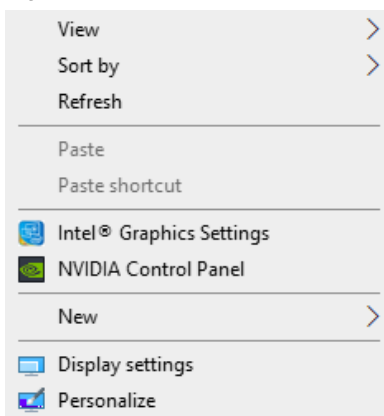 View
Sort by
Refresh
Paste
Paste shortcut
Intel® Graphics Settings
NVIDIA Control Panel
New
Display settings
Personalize